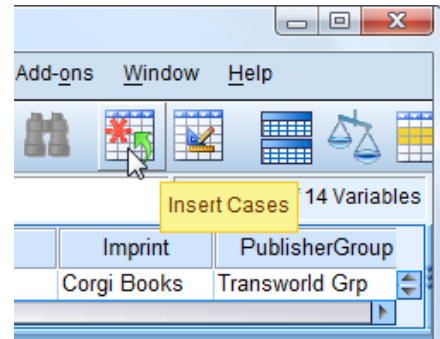 Add-ons Window Help
14 Variables
Insert Cases
Imprint PublisherGroup
Corgi Books Transworld Grp